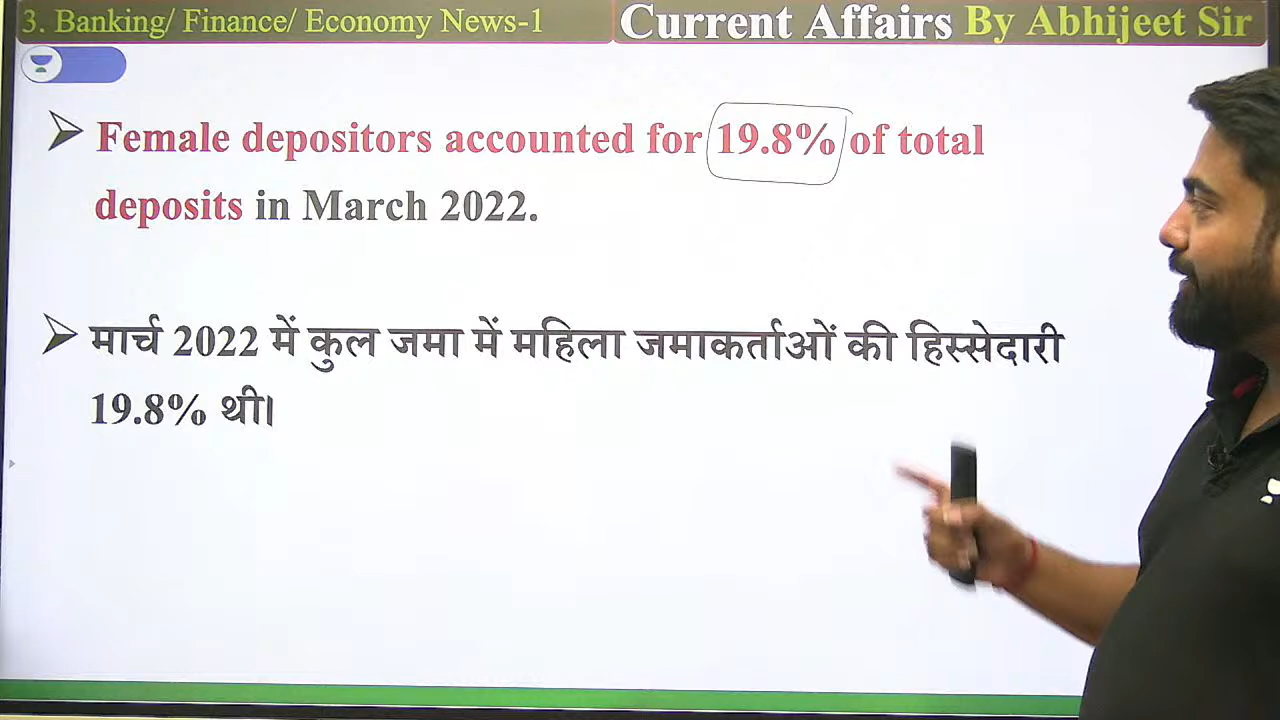 3. Banking/ Finance/ Economy News-1
Current Affairs By Abhijeet Sir
Female depositors accounted for 19.8% of total
deposits in March 2022.
मार्च 2022 में कुल जमा में महिला जमाकर्ताओं की हिस्सेदारी
19.8% थी।